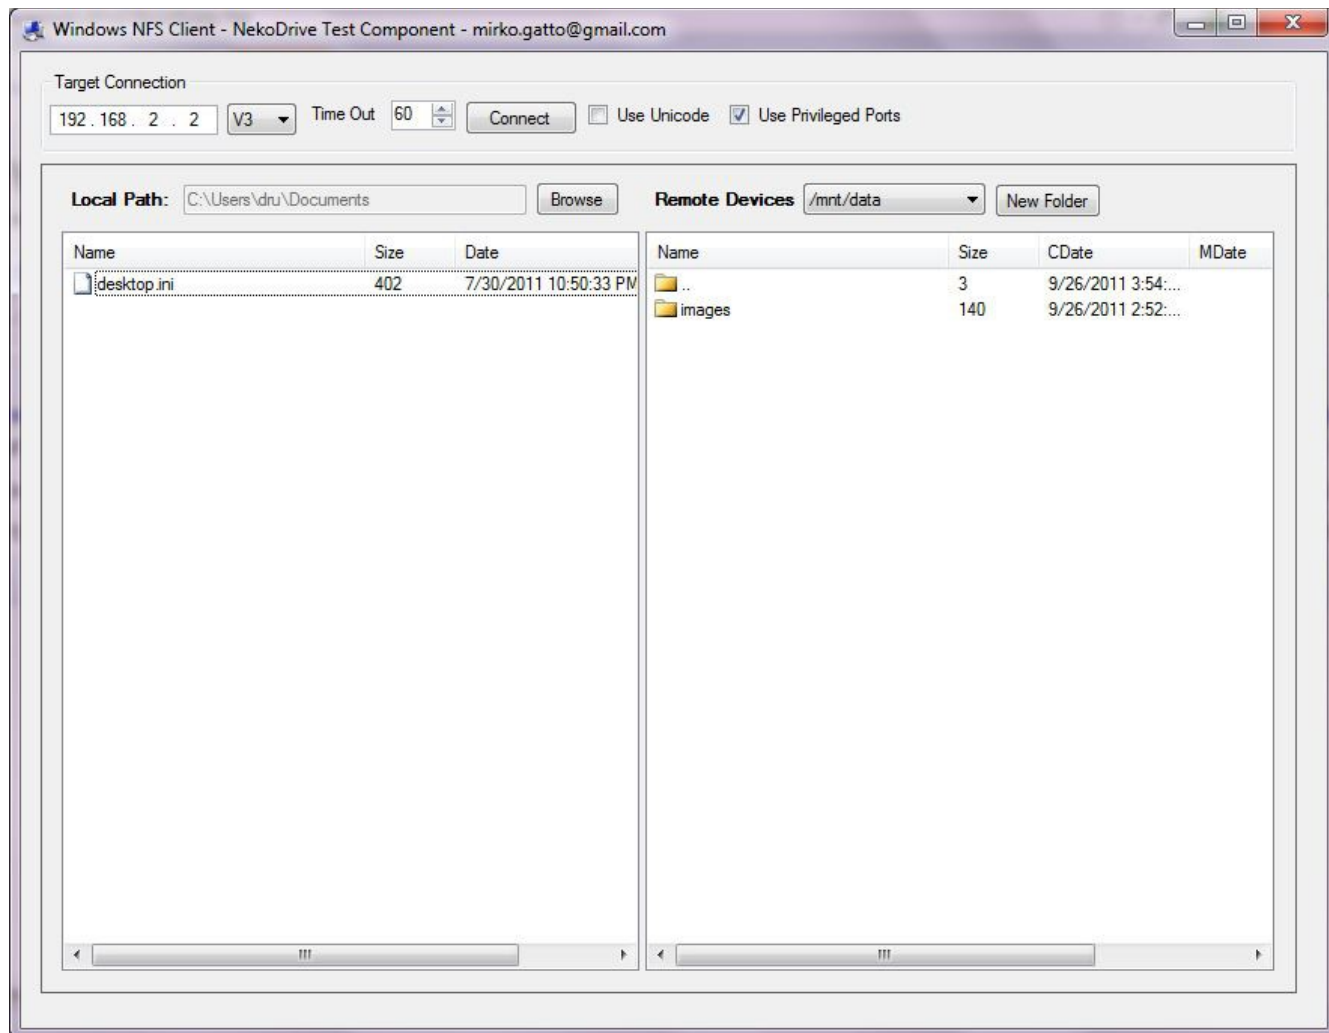 Windows NFS Client - NekoDrive Test Component - mirko.gatto@gmail.com
Target Connection
192 . 168 . 2 . 2 V3 Time Out 60 Connect Use Unicode Use Privileged Ports
Local Path: C:\Users\dru\Documents Browse Remote Devices /mnt/data New Folder
Name Size Date Name Size CDate MDate
desktop.ini 402 7/30/2011 10:50:33 PM .. 3 9/26/2011 3:54:...
images 140 9/26/2011 2:52:...